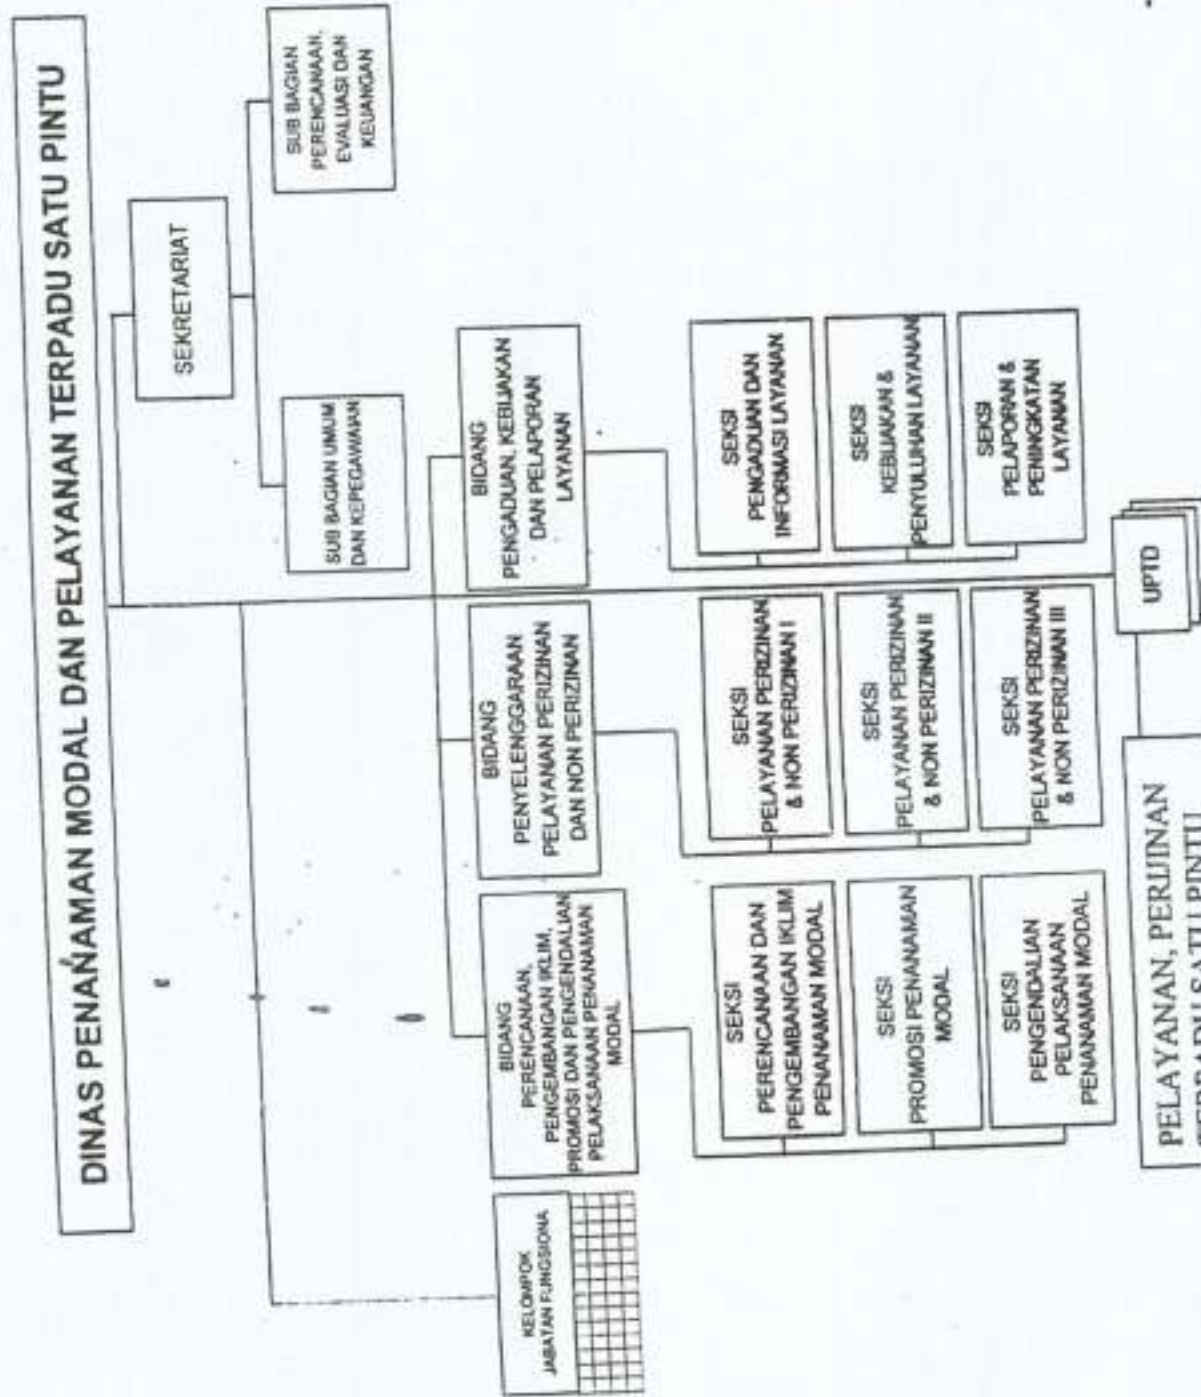 DINAS PENANAMAN MODAL DAN PELAYANAN TERPADU SATU PINTU
SEKRETARIAT
SUB BAGIAN UMUM
DAN KEPEGAWAIAN
SUB BAGIAN
PERENCANAAN,
EVALUASI DAN
KEUANGAN
KELOMPOK
JABATAN FUNGSIONA
BIDANG
PERENCANAAN,
PENGEMBANGAN IKLIM,
PROMOSI DAN PENGENDALIAN
PELAKSANAAN PENANAMAN
MODAL
BIDANG
PENYELENGGARAAN
PELAYANAN PERIZINAN
DAN NON PERIZINAN
BIDANG
PENGADUAN, KEBIJAKAN
DAN PELAPORAN
LAYANAN
SEKSI
PERENCANAAN DAN
PENGEMBANGAN IKLIM
PENANAMAN MODAL
SEKSI
PROMOSI PENANAMAN
MODAL
SEKSI
PENGENDALIAN
PELAKSANAAN
PENANAMAN MODAL
SEKSI
PELAYANAN PERIZINAN
& NON PERIZINAN I
SEKSI
PELAYANAN PERIZINAN
& NON PERIZINAN II
SEKSI
PELAYANAN PERIZINAN
& NON PERIZINAN III
SEKSI
PENGADUAN DAN
INFORMASI LAYANAN
SEKSI
KEBIJAKAN &
PENYULUHAN LAYANAN
SEKSI
PELAPORAN &
PENINGKATAN
LAYANAN
UPTD
PELAYANAN, PERIJINAN
TERPADU SATU PINTU